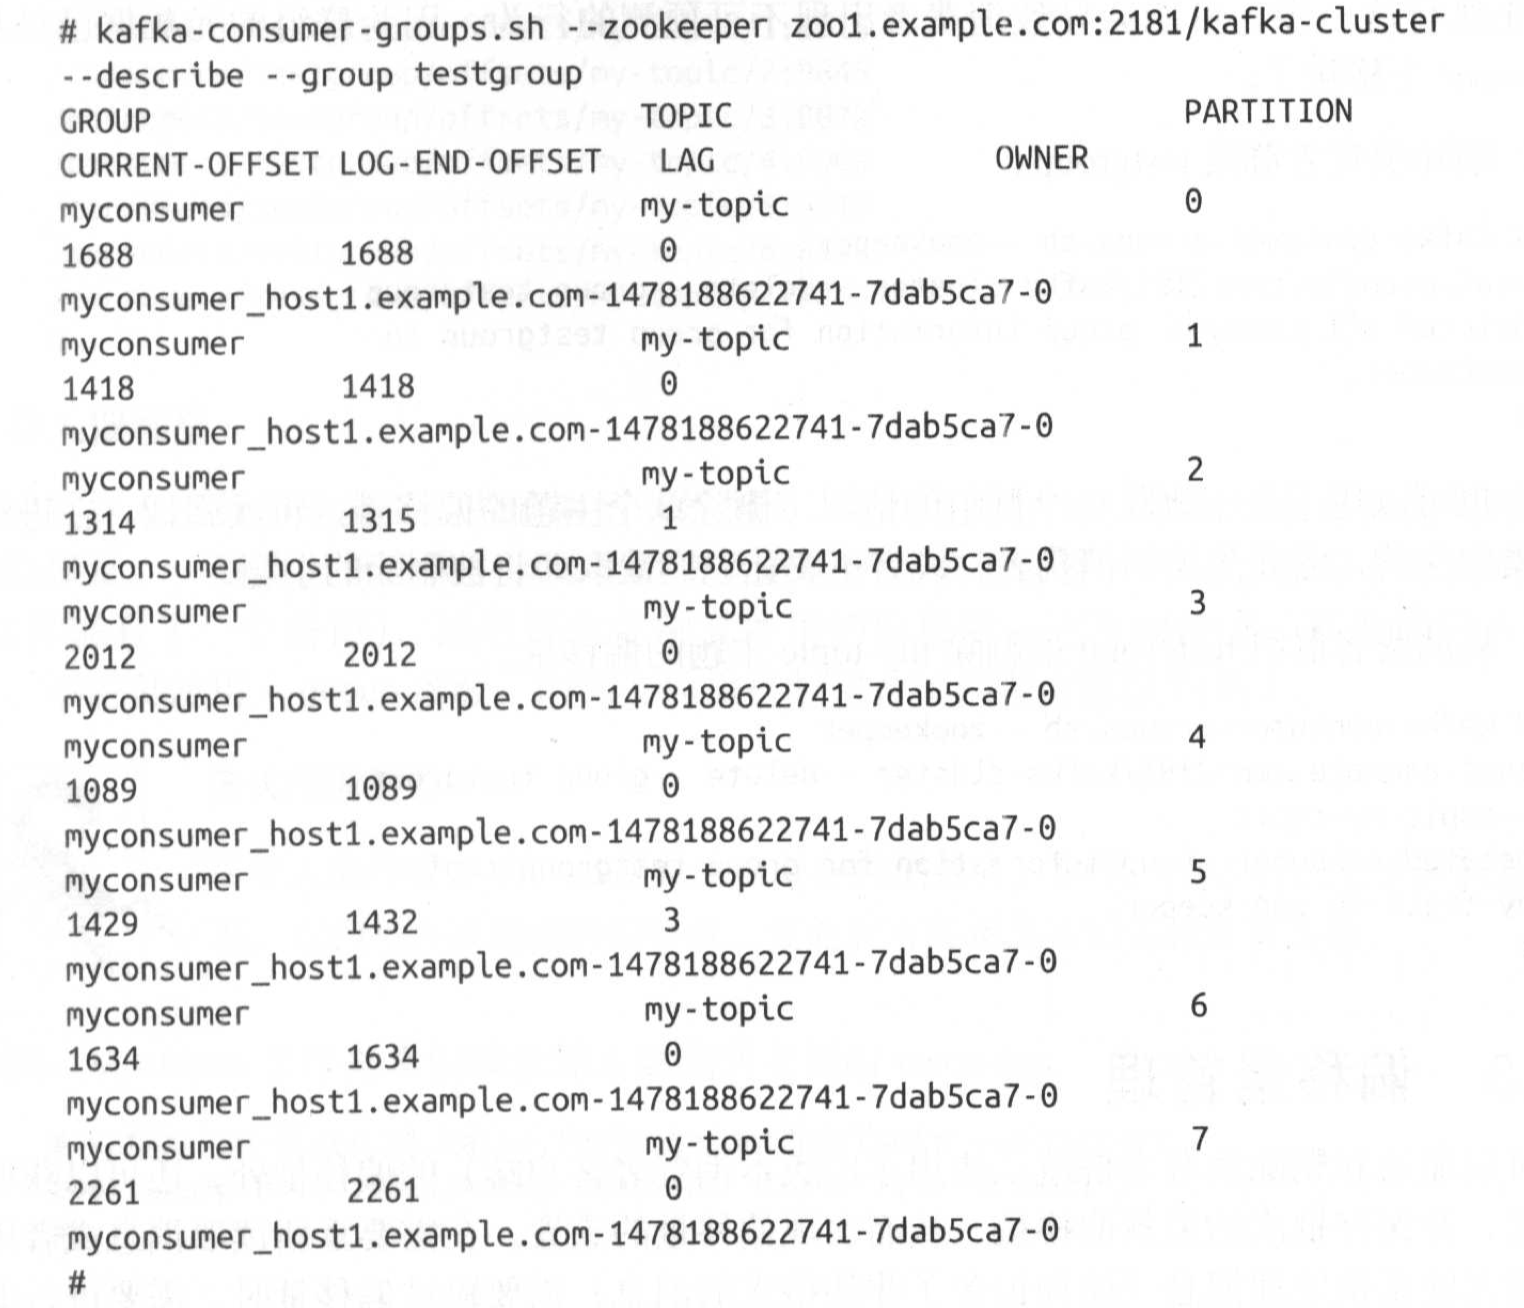 # kafka-consumer-groups.sh --zookeeper zoo1.example.com:2181/kafka-cluster
--describe --group testgroup
GROUP TOPIC PARTITION
CURRENT-OFFSET LOG-END-OFFSET LAG OWNER
myconsumer my-topic 0
1688 1688 0
myconsumer_host1.example.com-1478188622741-7dab5ca7-0
myconsumer my-topic 1
1418 1418 0
myconsumer_host1.example.com-1478188622741-7dab5ca7-0
myconsumer my-topic 2
1314 1315 1
myconsumer_host1.example.com-1478188622741-7dab5ca7-0
myconsumer my-topic 3
2012 2012 0
myconsumer_host1.example.com-1478188622741-7dab5ca7-0
myconsumer my-topic 4
1089 1089 0
myconsumer_host1.example.com-1478188622741-7dab5ca7-0
myconsumer my-topic 5
1429 1432 3
myconsumer_host1.example.com-1478188622741-7dab5ca7-0
myconsumer my-topic 6
1634 1634 0
myconsumer_host1.example.com-1478188622741-7dab5ca7-0
myconsumer my-topic 7
2261 2261 0
myconsumer_host1.example.com-1478188622741-7dab5ca7-0
#